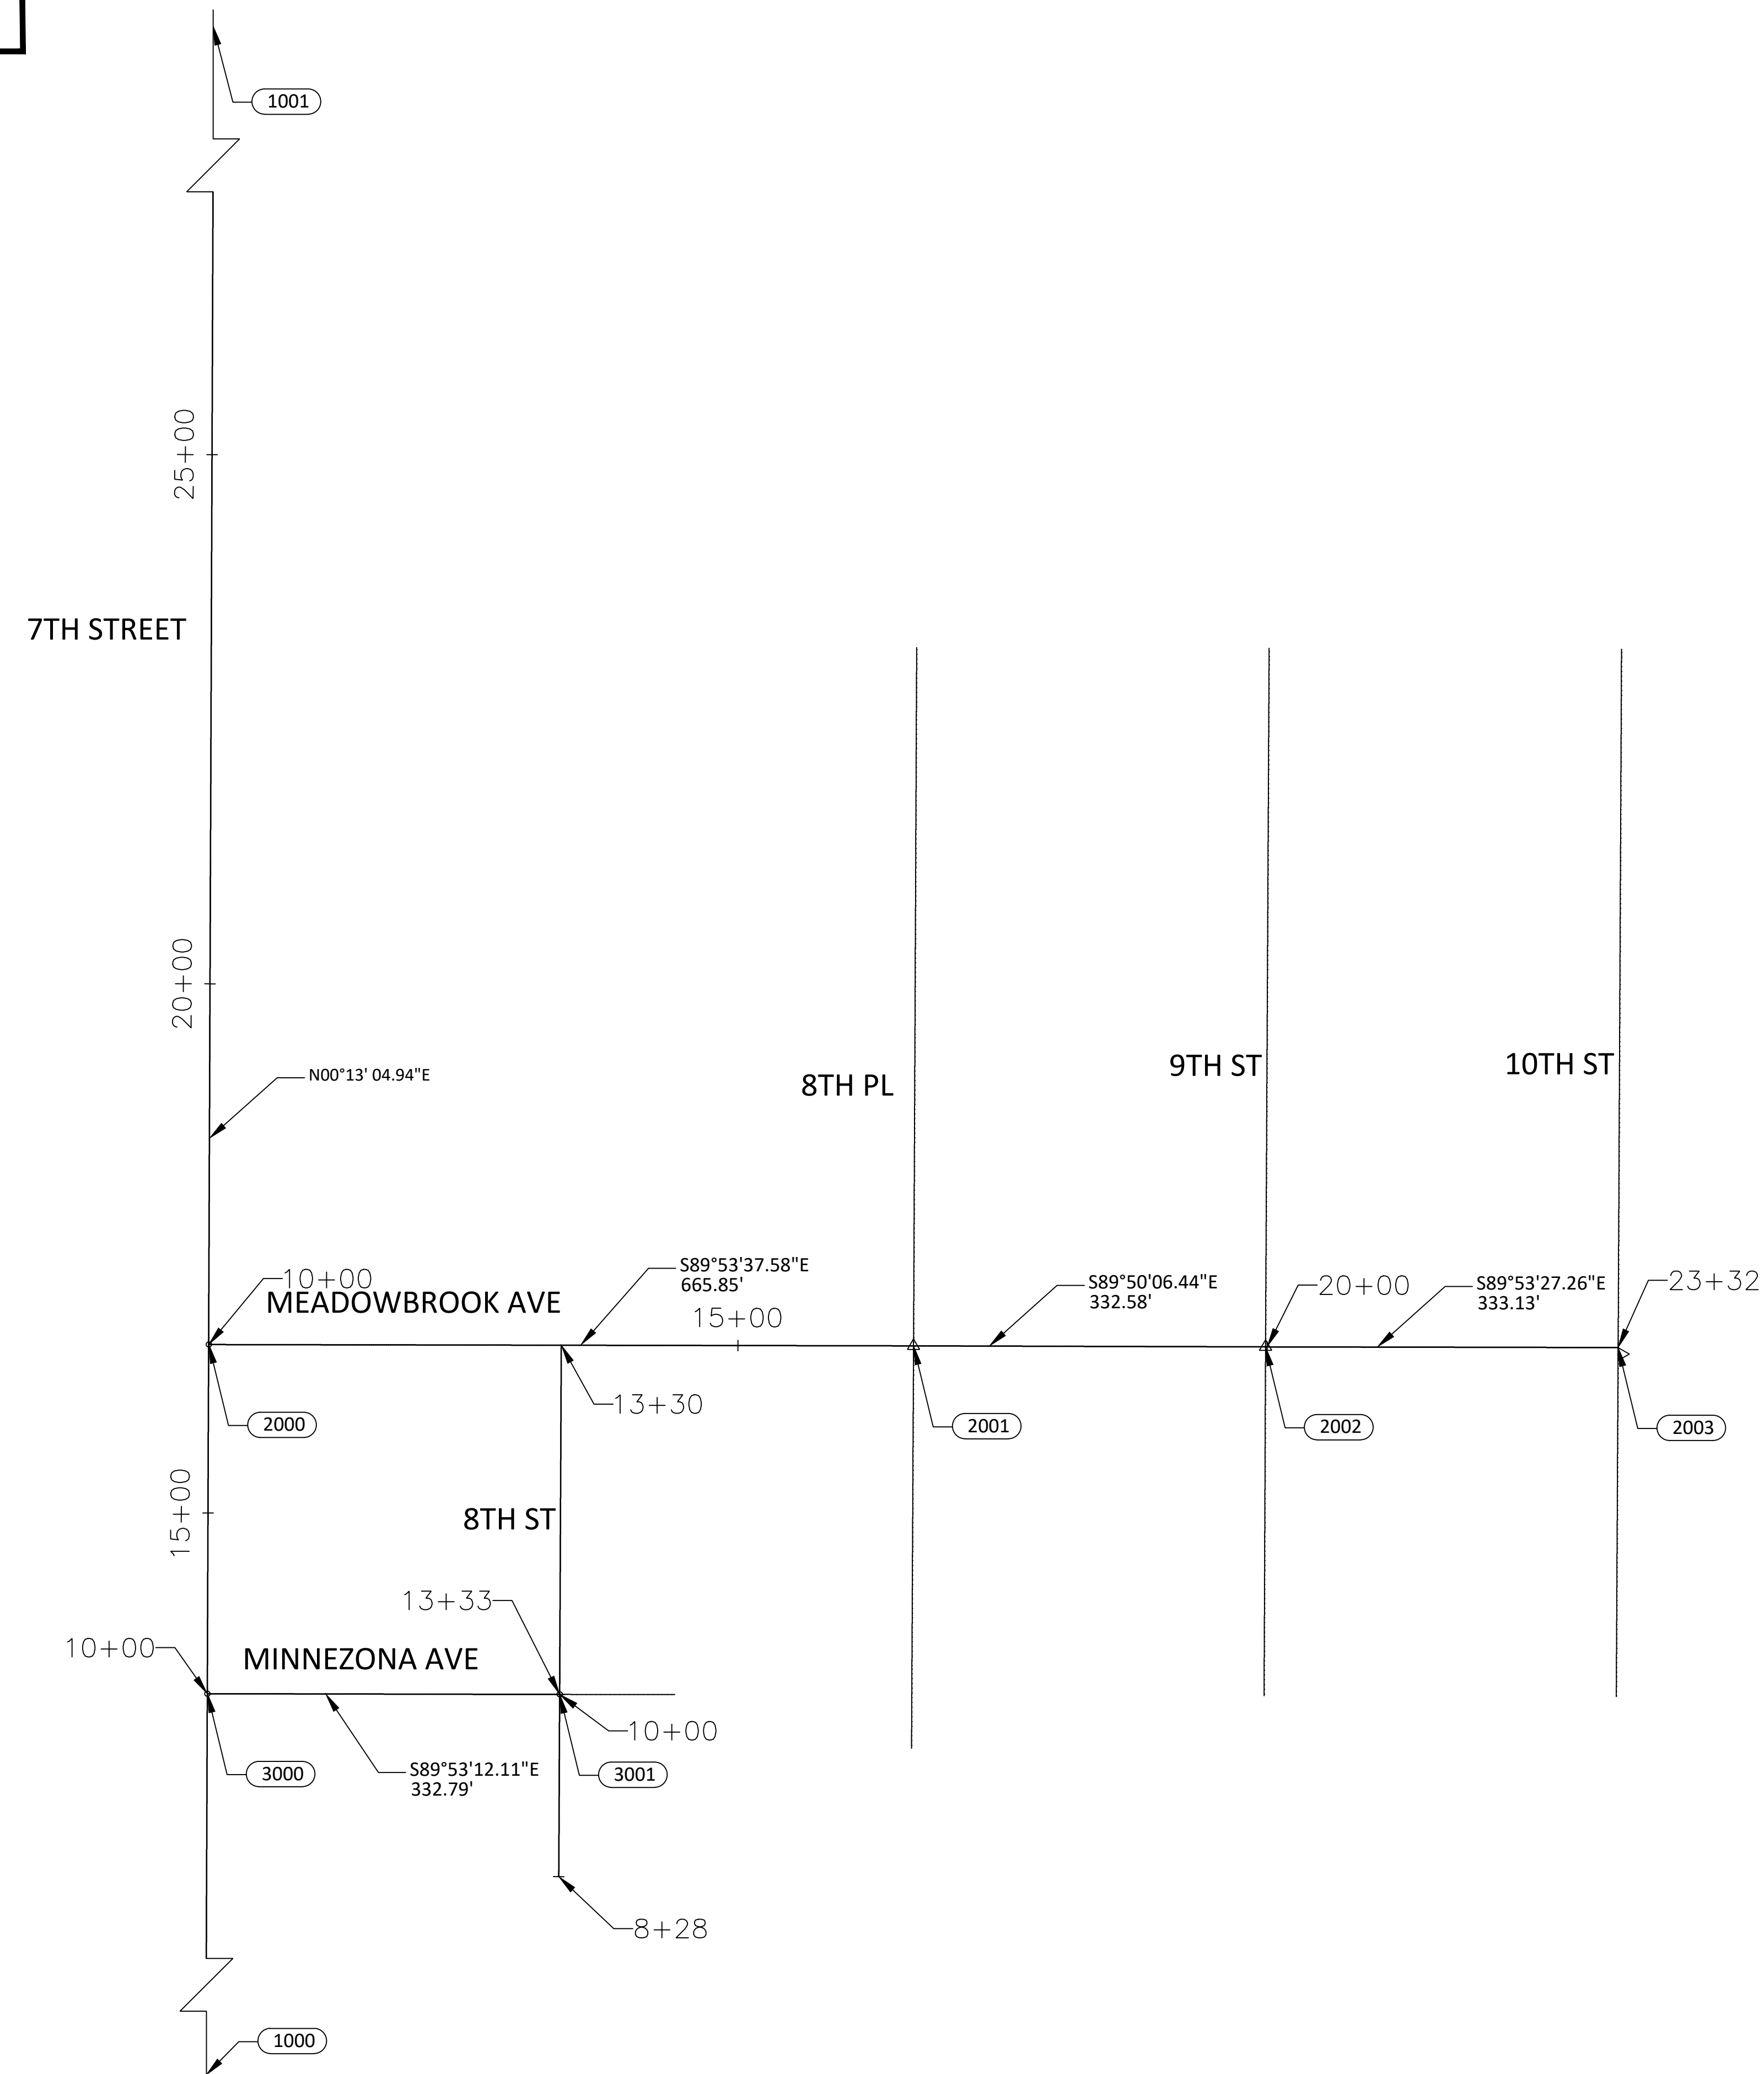 1001
25+00
7TH STREET
20+00
N00°13' 04.94"E
8TH PL
9TH ST
10TH ST
10+00
MEADOWBROOK AVE
S89°53'37.58"E
665.85'
15+00
S89°50'06.44"E
332.58'
20+00
S89°53'27.26"E
333.13'
23+32
2000
13+30
2001
2002
2003
15+00
8TH ST
13+33
10+00
MINNEZONA AVE
10+00
3000
S89°53'12.11"E
332.79'
3001
8+28
1000